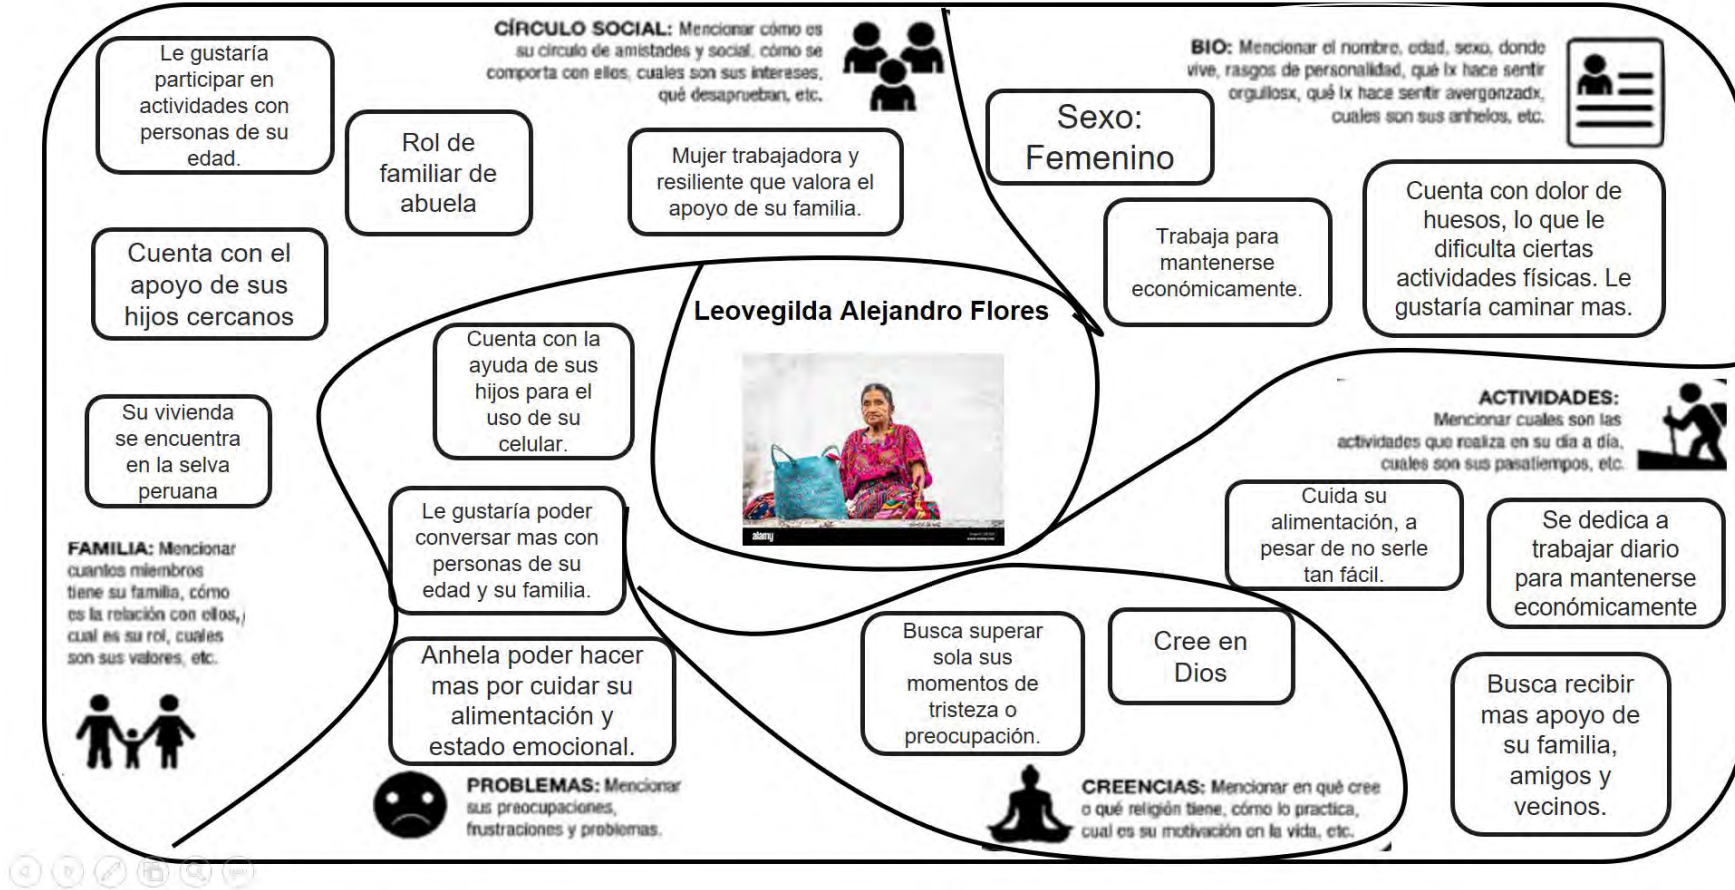 CÍRCULO SOCIAL: Mencionar cómo es
su círculo de amistades y social, cómo se
comporta con ellos, cuales son sus intereses,
qué desaprueban, etc.
Le gustaría
participar en
actividades con
personas de su
edad.
Rol de
familiar de
abuela
Mujer trabajadora y
resiliente que valora el
apoyo de su familia.
Cuenta con el
apoyo de sus
hijos cercanos
Su vivienda
se encuentra
en la selva
peruana
FAMILIA: Mencionar
cuantos miembros
tiene su familia, cómo
es la relación con ellos,
cual es su rol, cuales
son sus valores, etc.
BIO: Mencionar el nombre, edad, sexo, donde
vive, rasgos de personalidad, qué lx hace sentir
orgullosx, qué lx hace sentir avergonzadx,
cuales son sus anhelos, etc.
Sexo:
Femenino
Trabaja para
mantenerse
económicamente.
Cuenta con dolor de
huesos, lo que le
dificulta ciertas
actividades físicas. Le
gustaría caminar mas.
Leovegilda Alejandro Flores
alamy
Cuenta con la
ayuda de sus
hijos para el
uso de su
celular.
Le gustaría poder
conversar mas con
personas de su
edad y su familia.
Anhela poder hacer
mas por cuidar su
alimentación y
estado emocional.
PROBLEMAS: Mencionar
sus preocupaciones,
frustraciones y problemas.
ACTIVIDADES:
Mencionar cuales son las
actividades que realiza en su día a día,
cuales son sus pasatiempos, etc.
Cuida su
alimentación, a
pesar de no serle
tan fácil.
Se dedica a
trabajar diario
para mantenerse
económicamente
Busca recibir
mas apoyo de
su familia,
amigos y
vecinos.
Busca superar
sola sus
momentos de
tristeza o
preocupación.
Cree en
Dios
CREENCIAS: Mencionar en qué cree
o qué religión tiene, cómo lo practica,
cual es su motivación en la vida, etc.